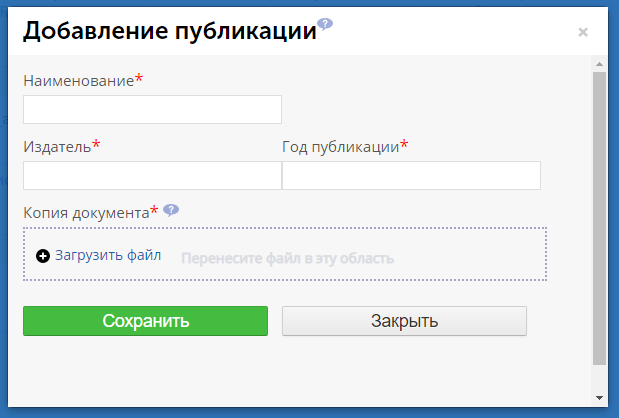 Добавление публикации ?
×
Наименование*
Издатель* Год публикации*
Копия документа* ?
Загрузить файл Перенесите файл в эту область
Сохранить Закрыть